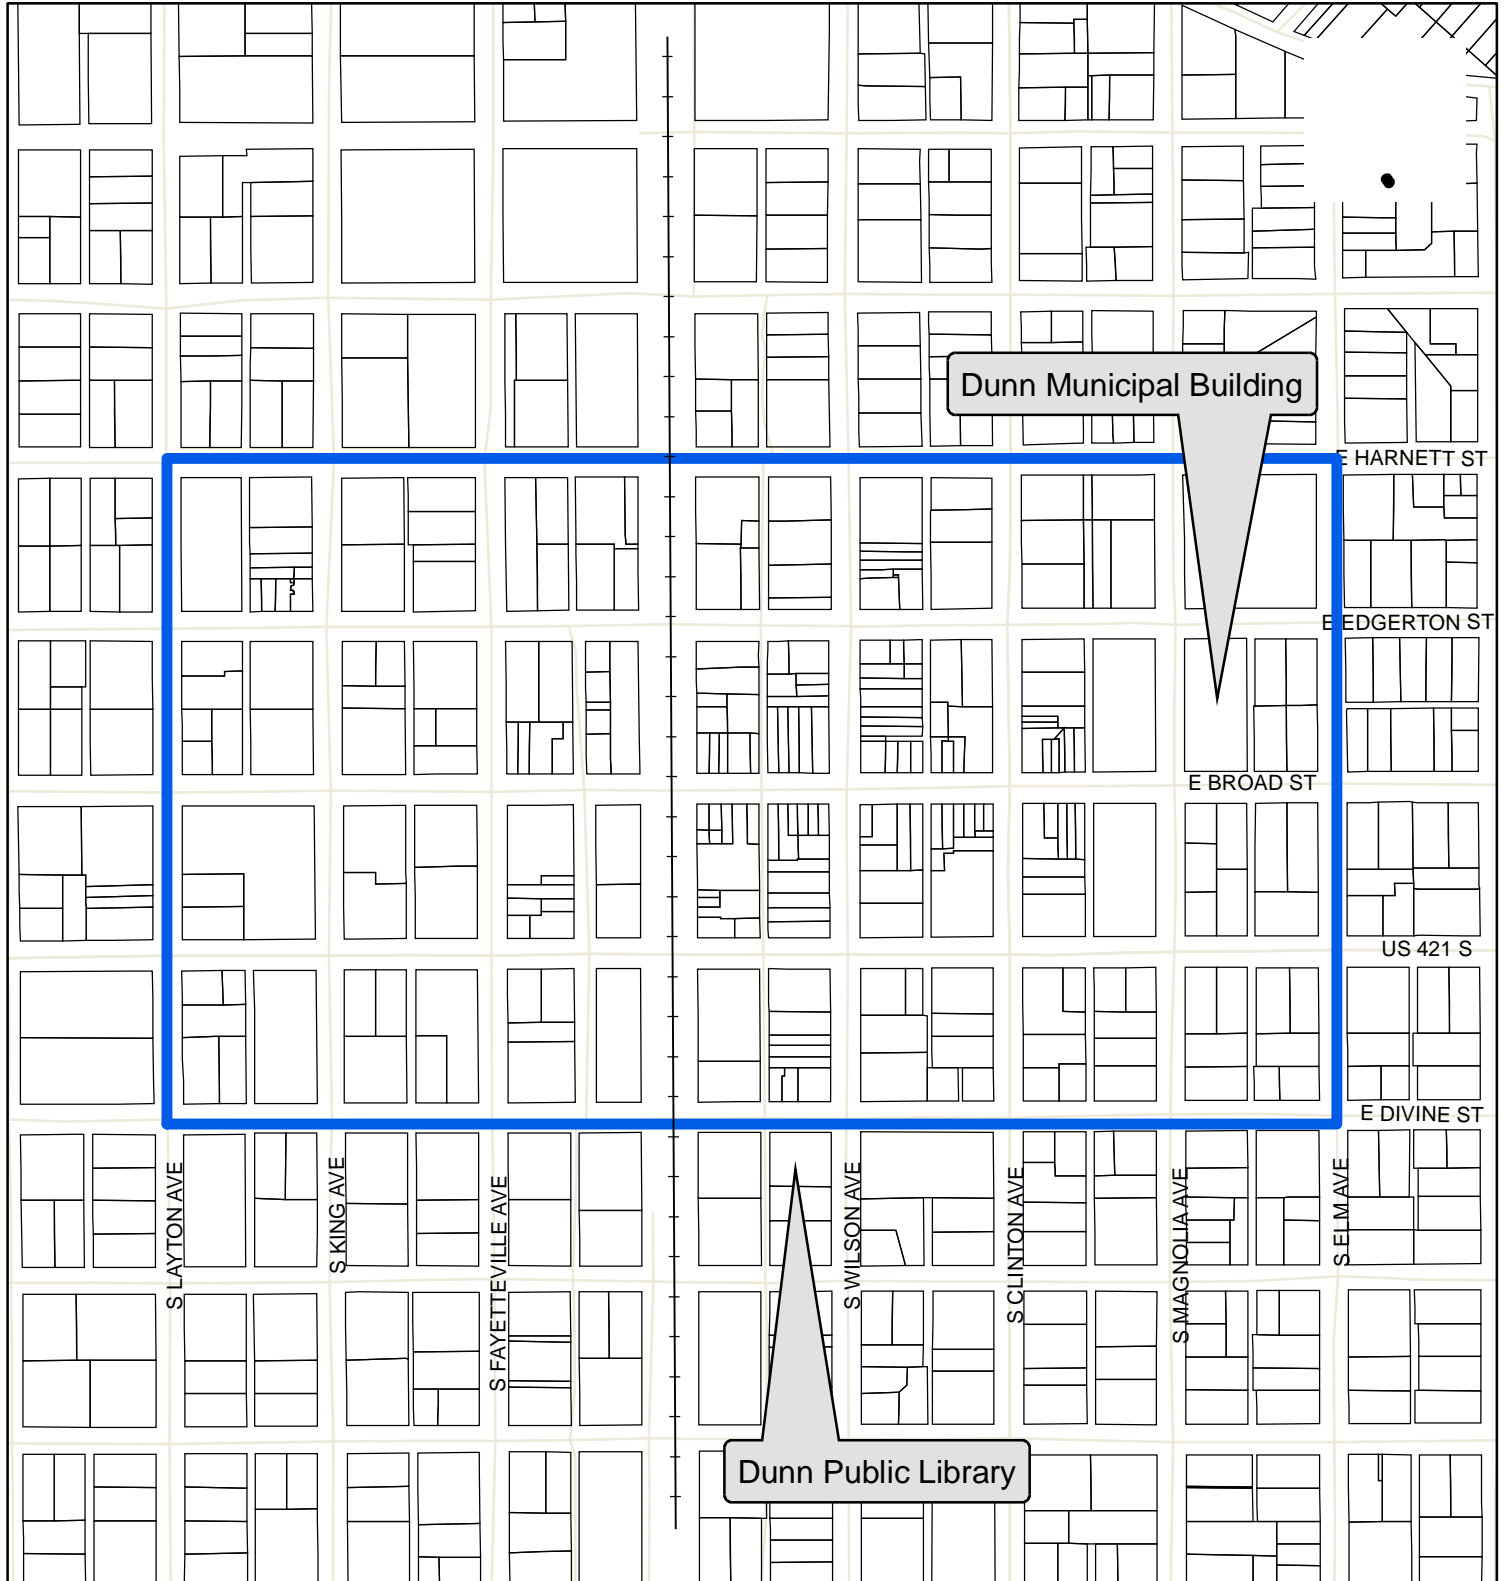 Dunn Municipal Building
E HARNETT ST
E EDGERTON ST
E BROAD ST
US 421 S
E DIVINE ST
S LAYTON AVE
S KING AVE
S FAYETTEVILLE AVE
S WILSON AVE
S CLINTON AVE
S MAGNOLIA AVE
S ELM AVE
Dunn Public Library